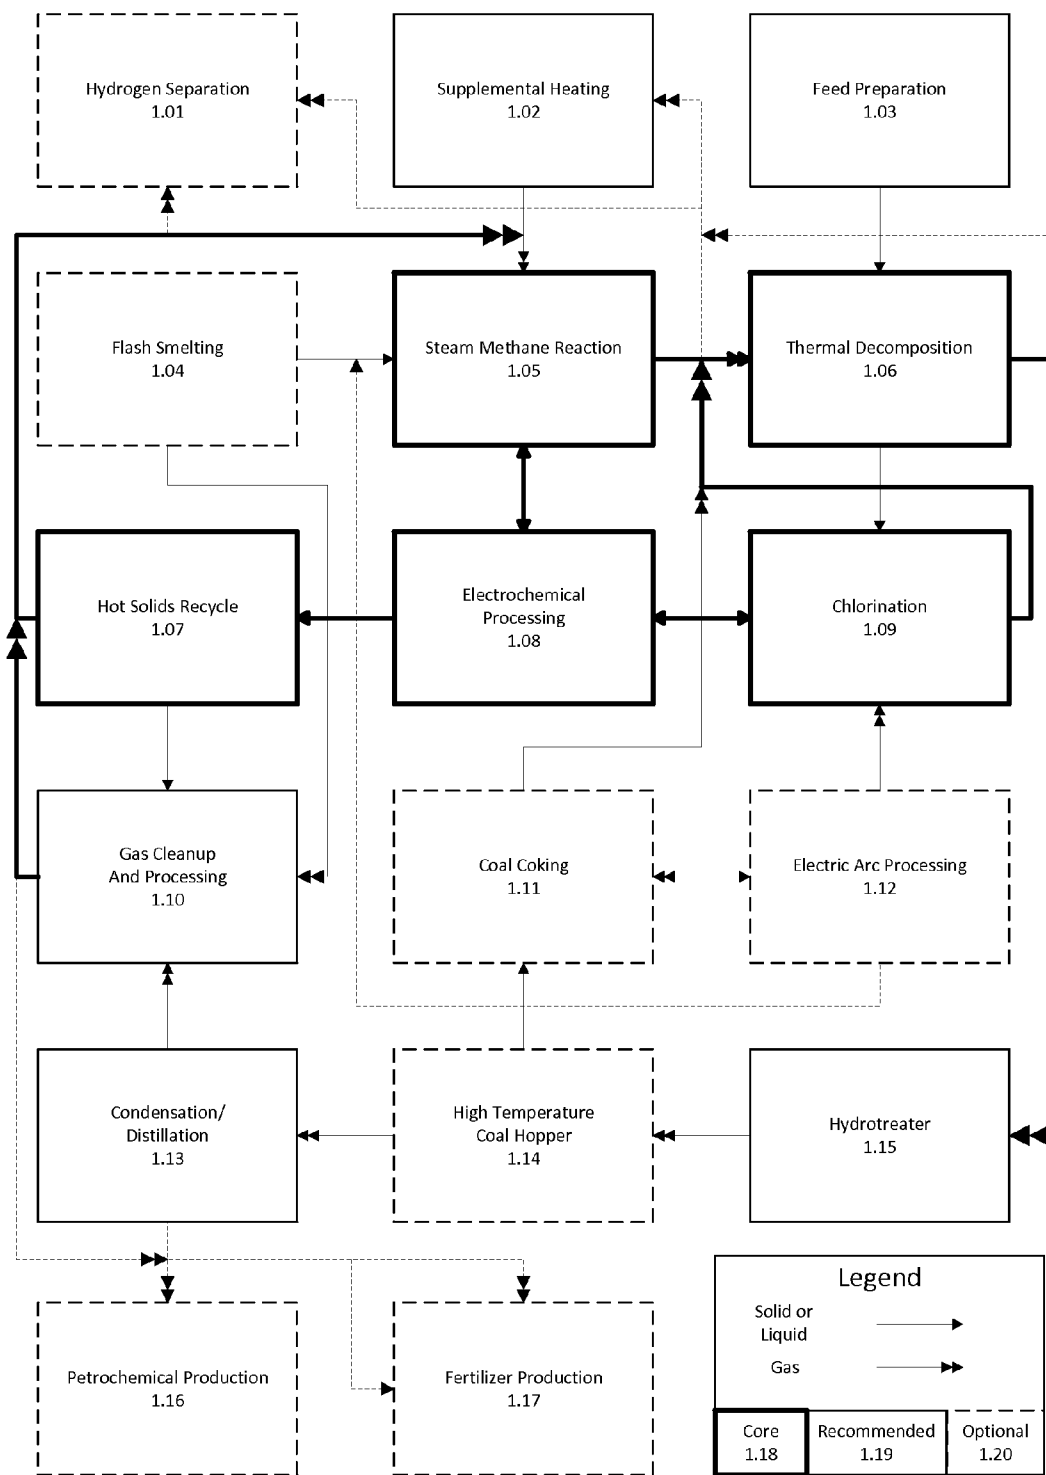 Hydrogen Separation
1.01
Supplemental Heating
1.02
Feed Preparation
1.03
Flash Smelting
1.04
Steam Methane Reaction
1.05
Thermal Decomposition
1.06
Hot Solids Recycle
1.07
Electrochemical
Processing
1.08
Chlorination
1.09
Gas Cleanup
And Processing
1.10
Coal Coking
1.11
Electric Arc Processing
1.12
Condensation/
Distillation
1.13
High Temperature
Coal Hopper
1.14
Hydrotreater
1.15
Petrochemical Production
1.16
Fertilizer Production
1.17
Legend
Solid or
Liquid
Gas
Core
1.18
Recommended
1.19
Optional
1.20